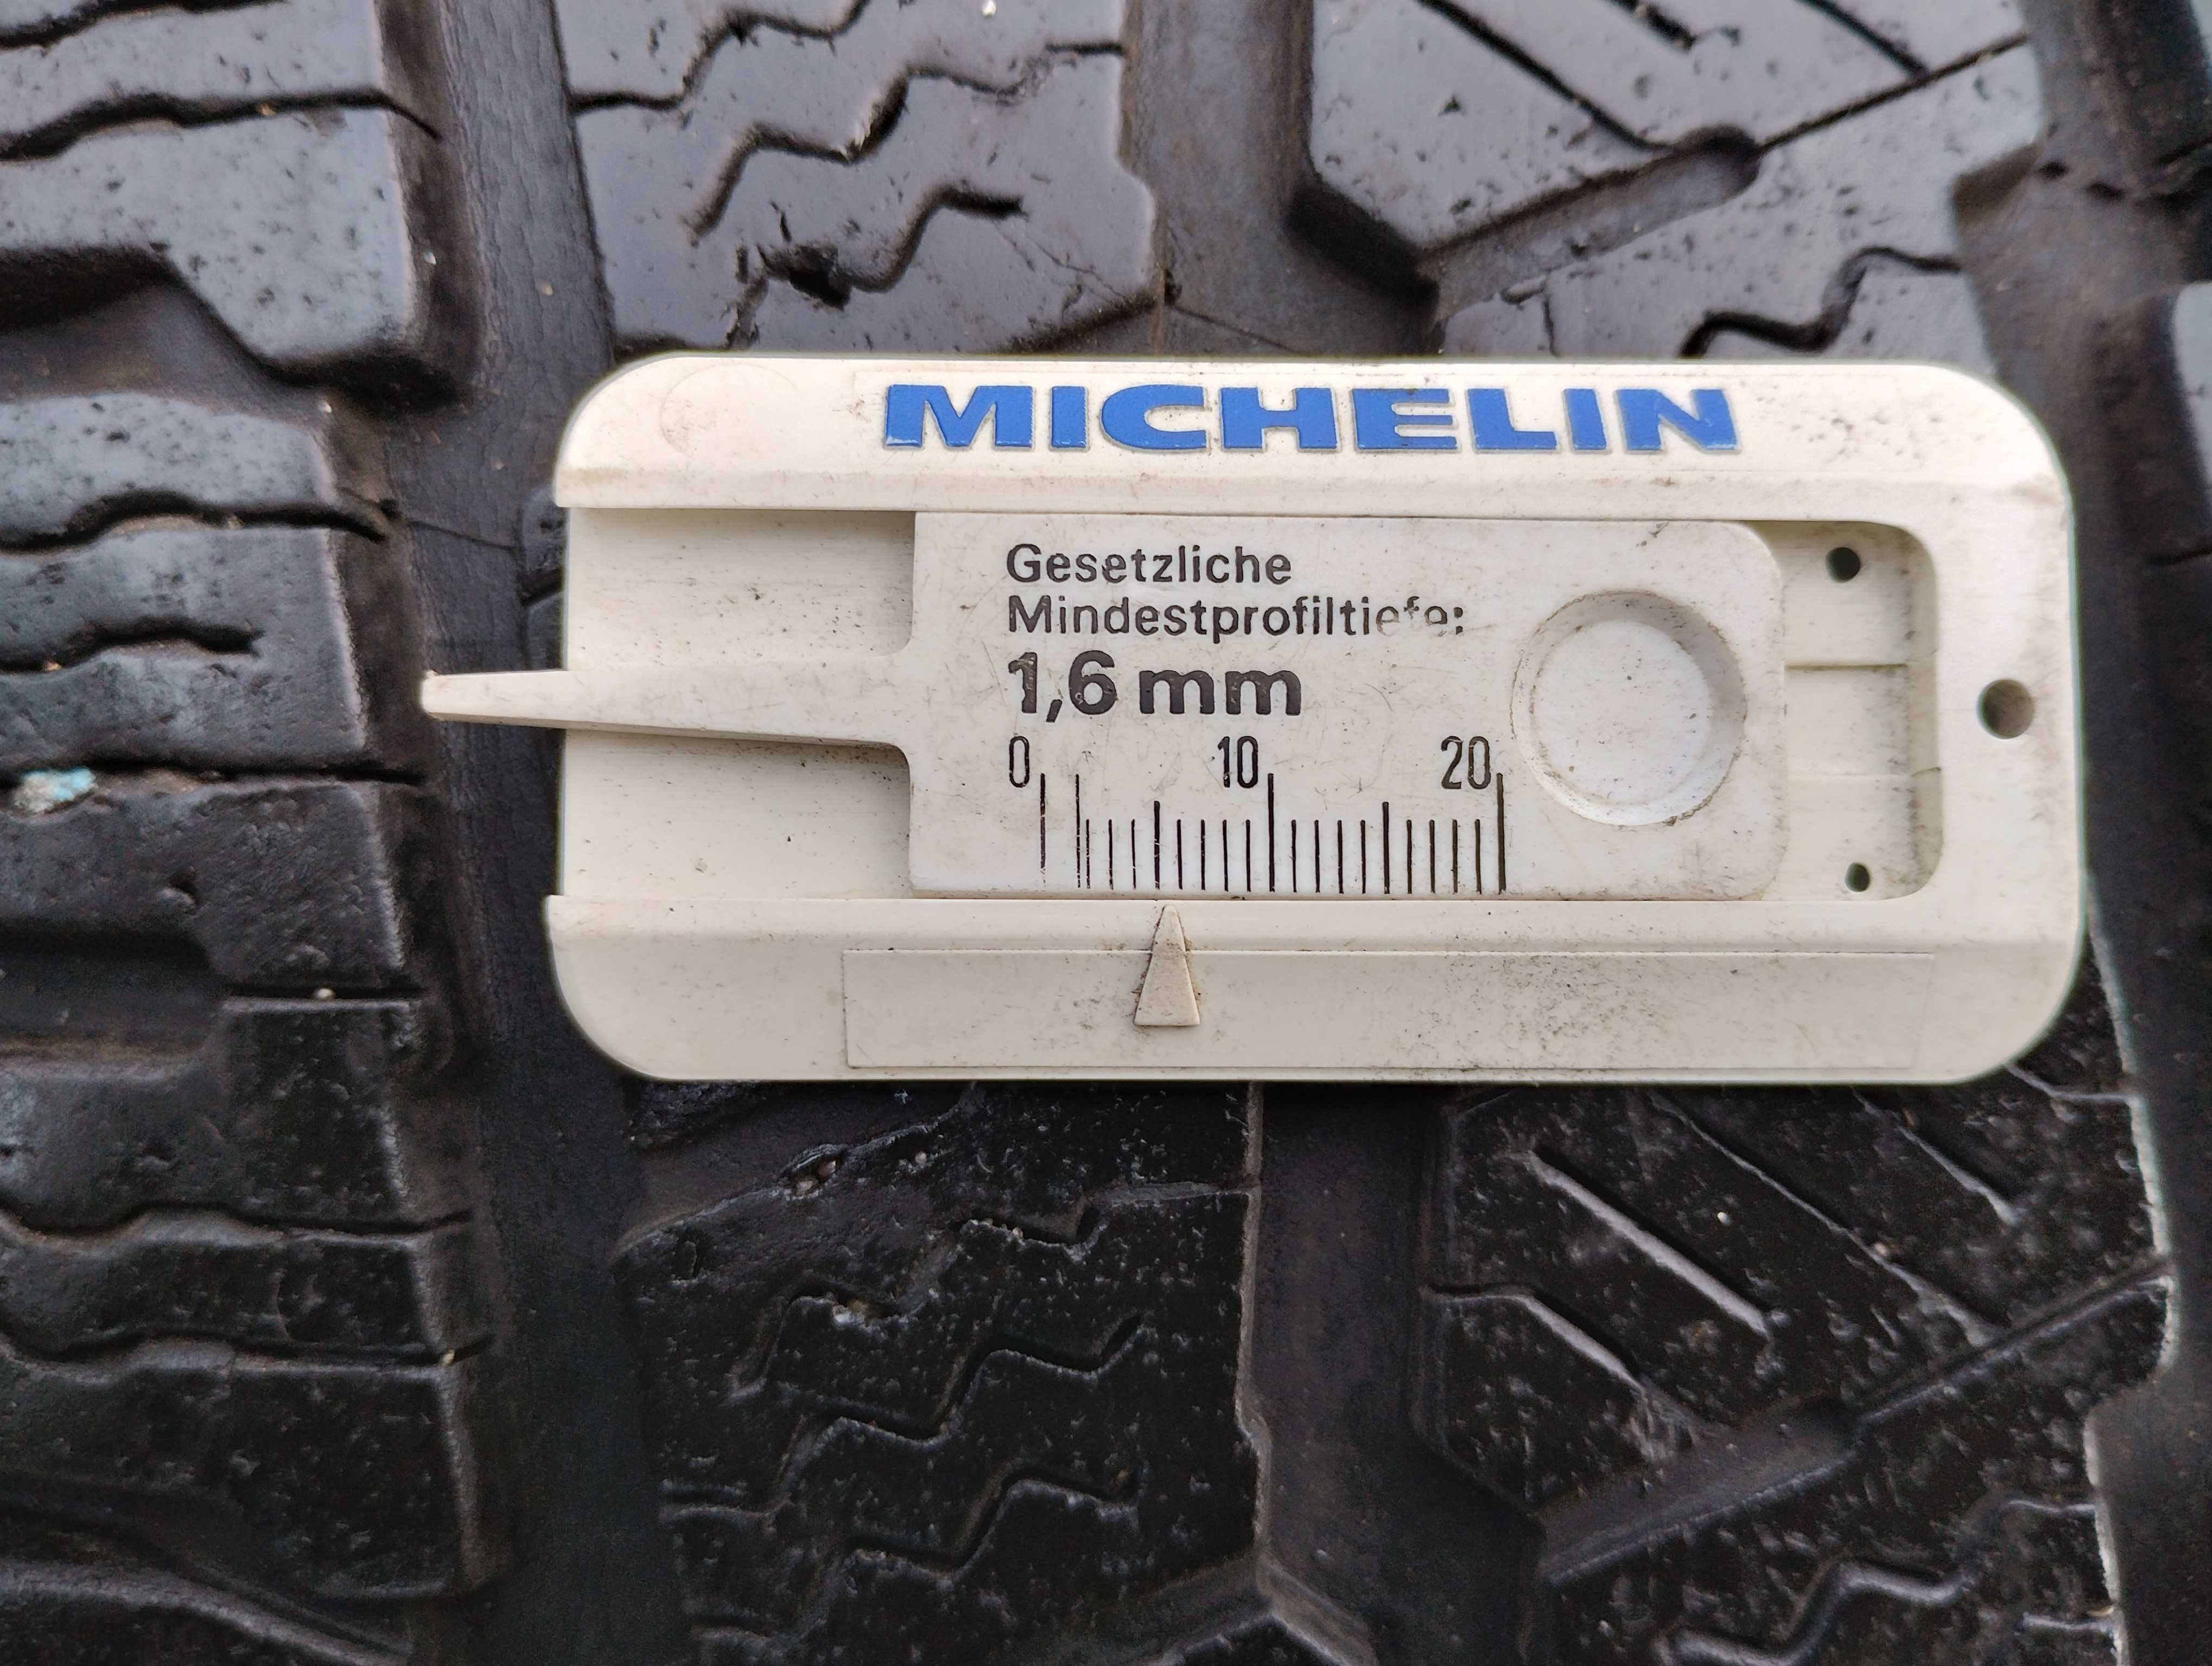 MICHELIN
Gesetzliche
Mindestprofiltiefe:
1,6 mm
0 10 20